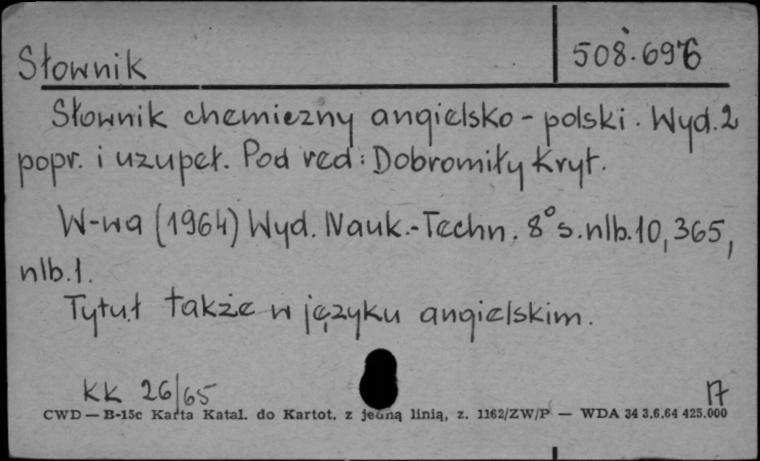 Słownik 508.696
Słownik chemiczny angielsko-polski. Wyd. 2
popr. i uzupeł. Pod red: Dobromiły Kryt.
W-wa (1964) Wyd. Nauk.-Techn. 8° s. nlb. 10, 365,
nlb. 1.
Tytuł także w języku angielskim.
KK 26/65 17
CWD — B-15c Karta Katal. do Kartot. z jedną linią, z. 1162/ZW/P — WDA 34 3.6.64 425.000